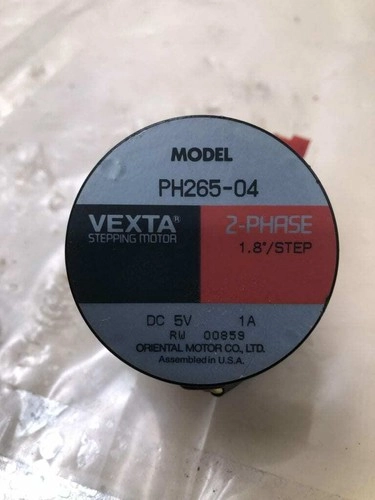 MODEL
PH265-04
VEXTA®
STEPPING MOTOR
2-PHASE
1.8°/STEP
DC 5V 1A
RW 00859
ORIENTAL MOTOR CO., LTD.
Assembled in U.S.A.